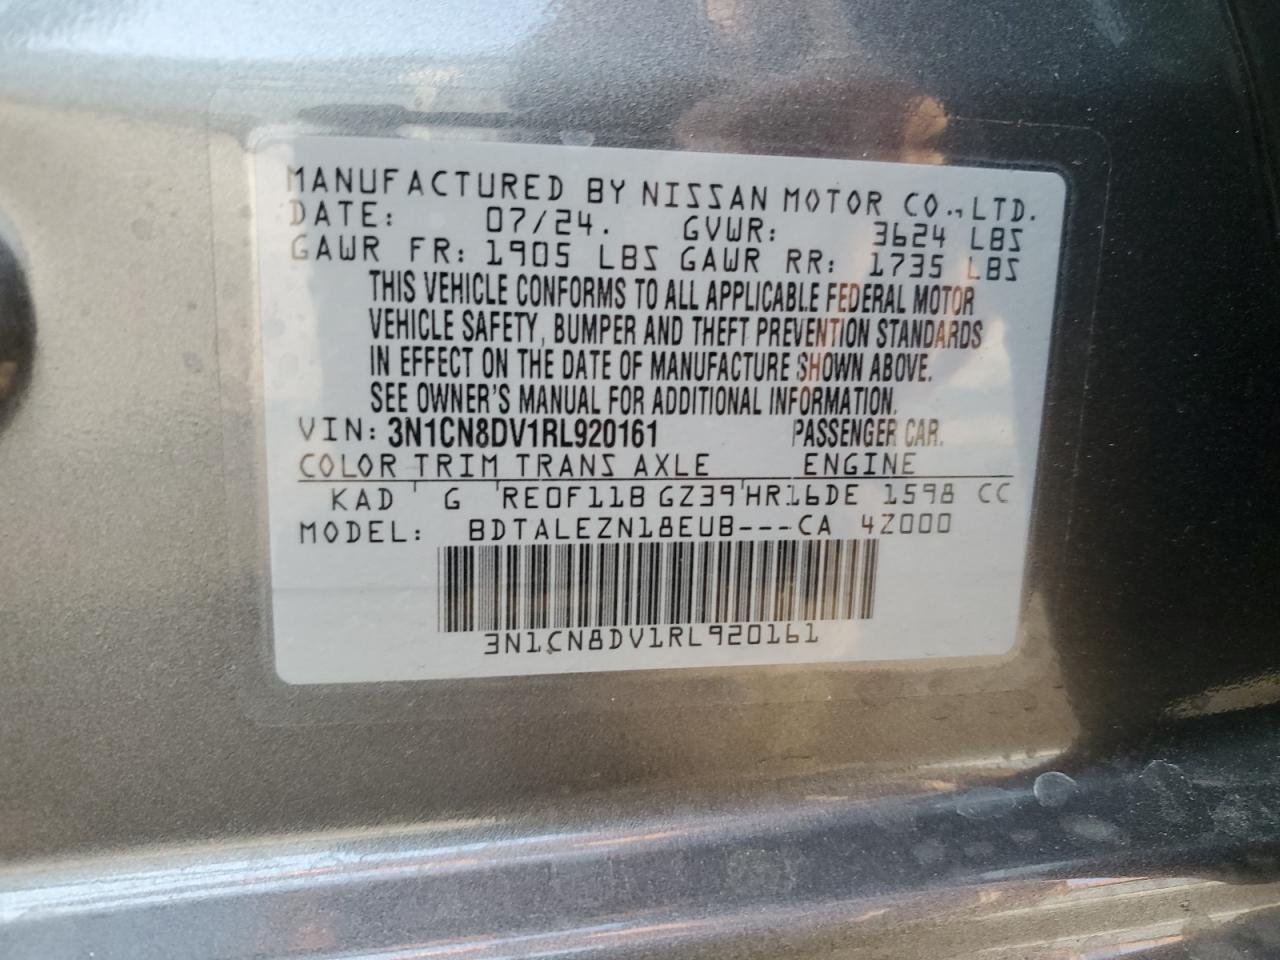 MANUFACTURED BY NISSAN MOTOR CO.,LTD.
DATE: 07/24. GVWR: 3624 LBS
GAWR FR: 1905 LBS GAWR RR: 1735 LBS
THIS VEHICLE CONFORMS TO ALL APPLICABLE FEDERAL MOTOR
VEHICLE SAFETY, BUMPER AND THEFT PREVENTION STANDARDS
IN EFFECT ON THE DATE OF MANUFACTURE SHOWN ABOVE.
SEE OWNER'S MANUAL FOR ADDITIONAL INFORMATION.
VIN: 3N1CN8DV1RL920161 PASSENGER CAR.
COLOR TRIM TRANS AXLE ENGINE
KAD G RE0F11B GZ39 HR16DE 1598 CC
MODEL: BDTALEZN18EUB---CA 4Z000
3N1CN8DV1RL920161